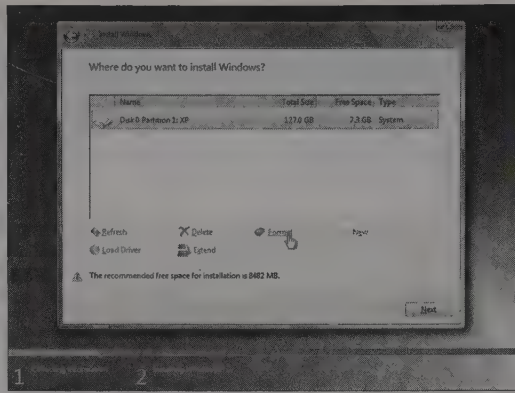 Install Windows
Where do you want to install Windows?
Name Total Size Free Space Type
Disk 0 Partition 1: XP 127.0 GB 7.3 GB System
Refresh Delete Format New
Load Driver Extend
The recommended free space for installation is 8482 MB.
Next
1 2